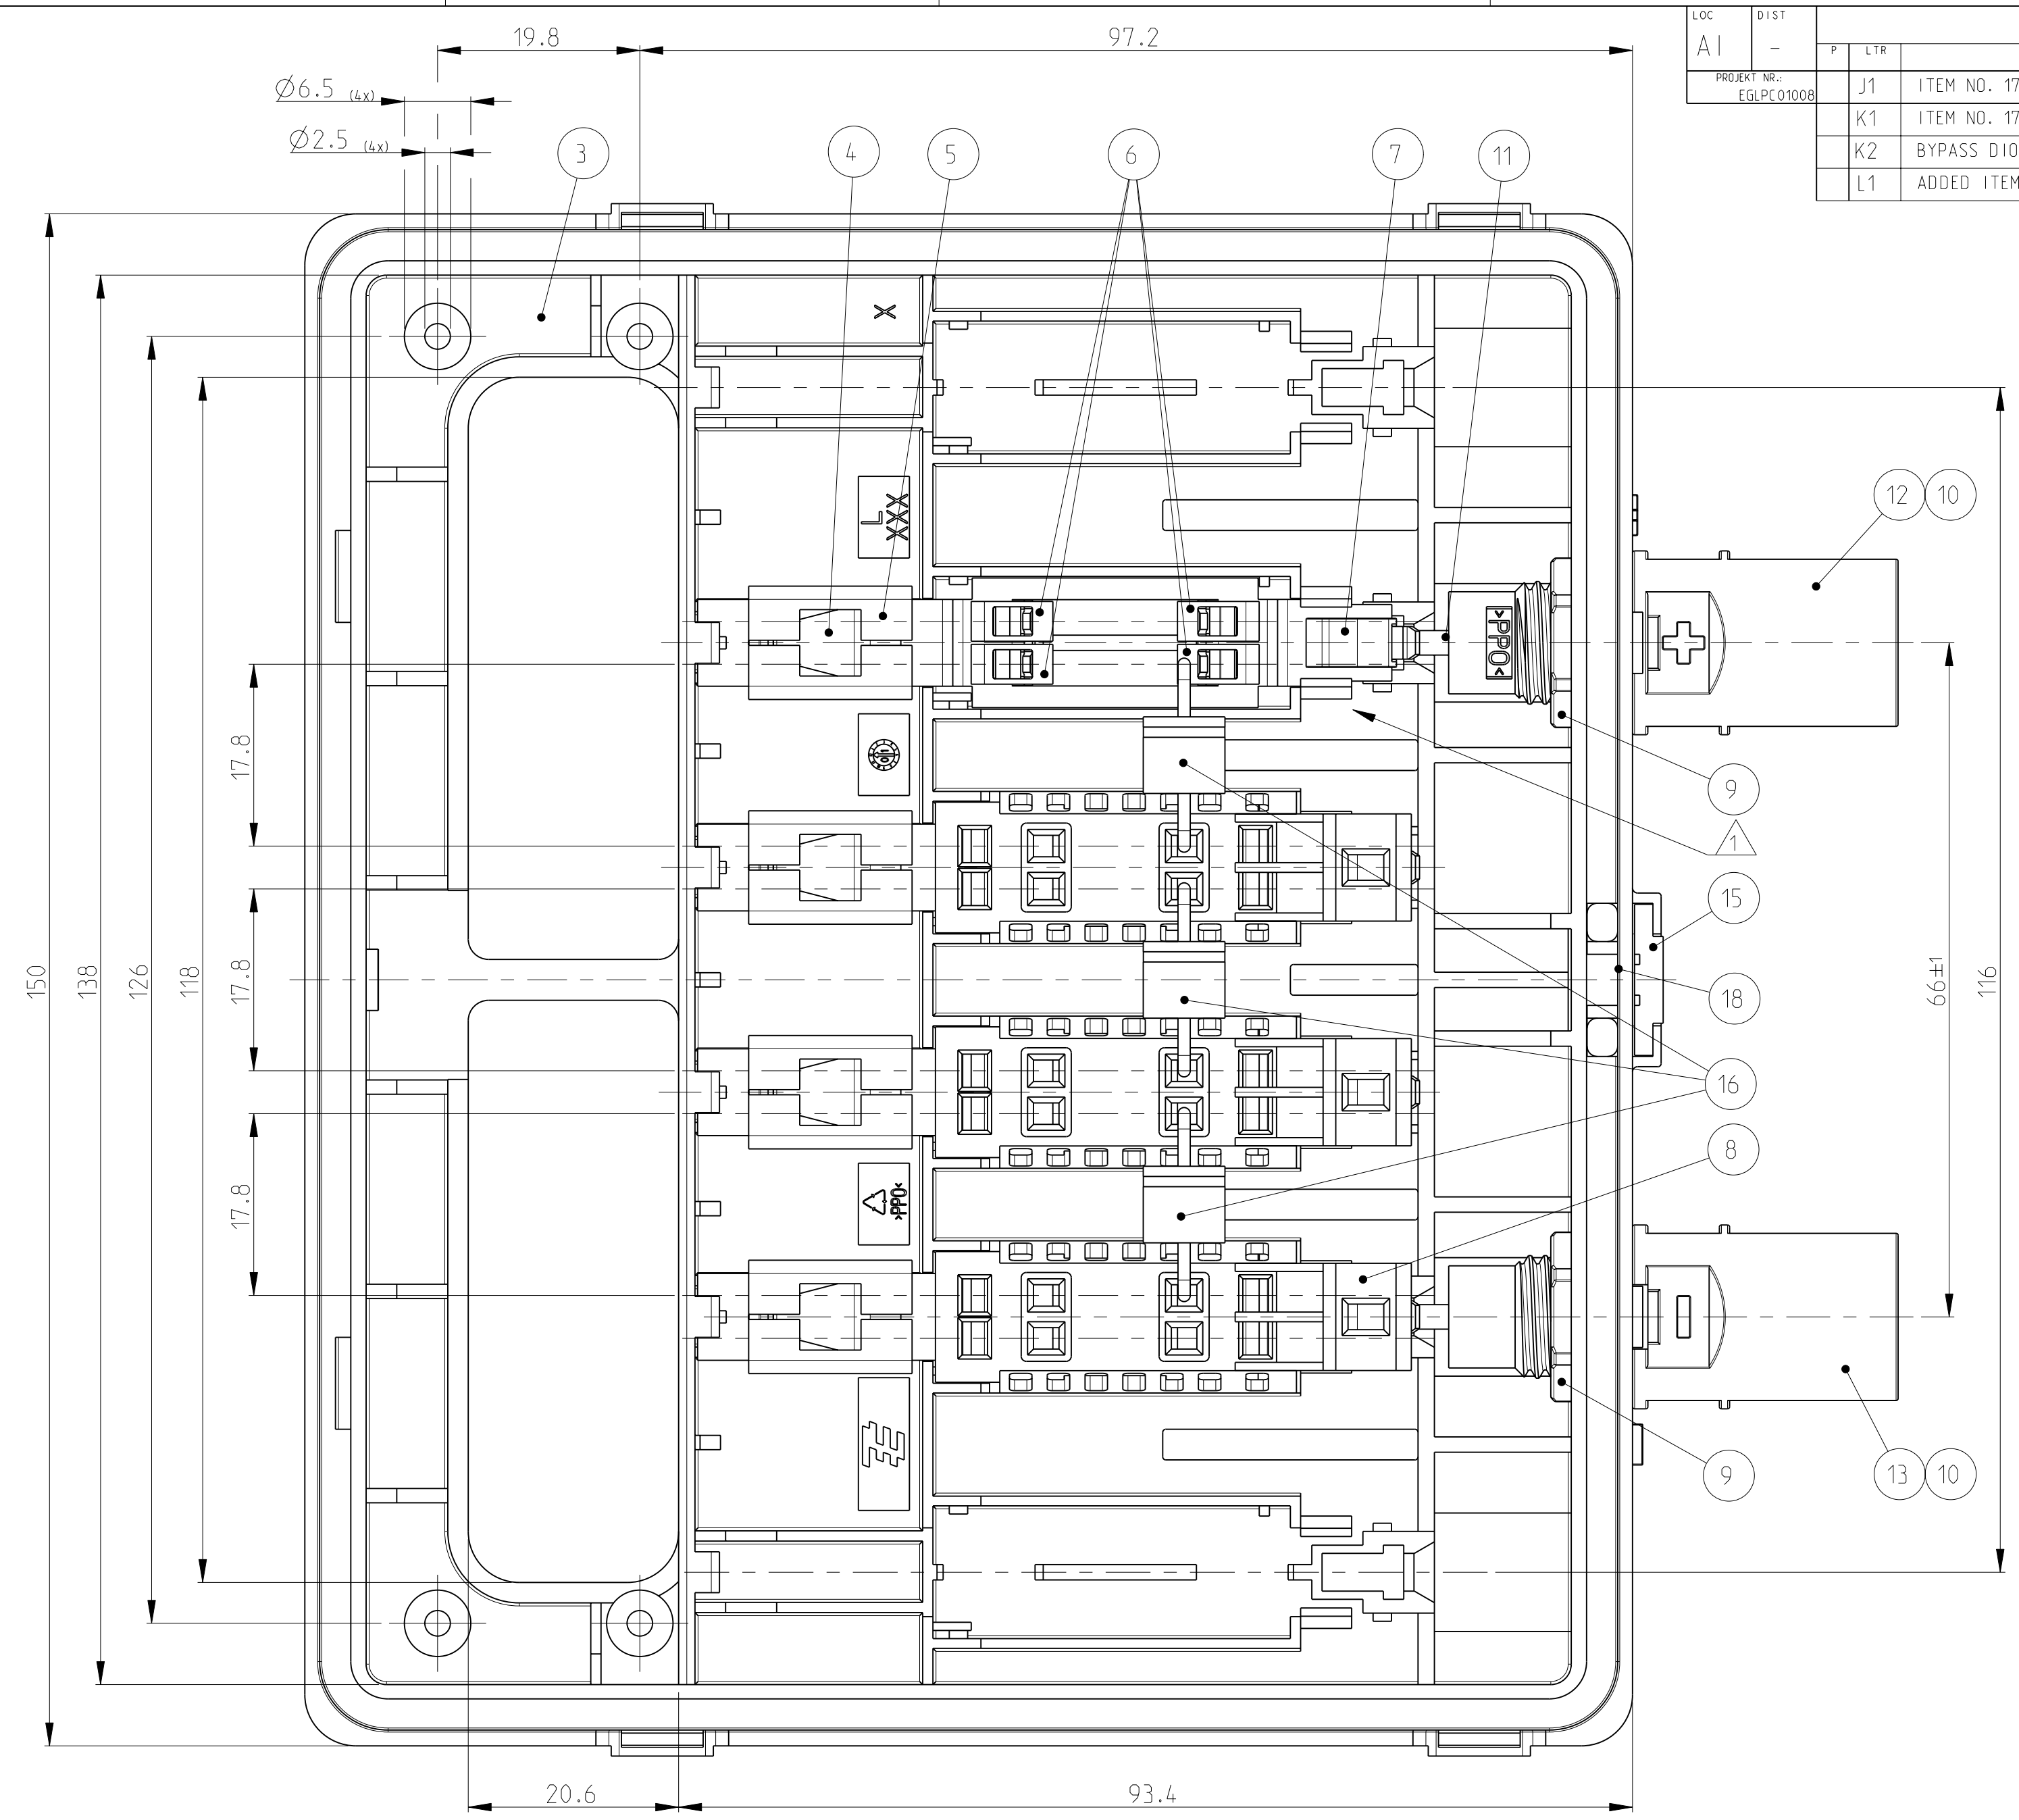 LOC
DIST
AI
-
P
LTR
PROJEKT NR.:
EGLPC01008
J1
ITEM NO. 17
K1
ITEM NO. 17
K2
BYPASS DIO
L1
ADDED ITEM
19.8
97.2
Ø6.5 (4x)
Ø2.5 (4x)
3
4
5
6
7
11
X
L
XXX
12
10
>PPO<
9
1
17.8
01
15
150
138
126
118
17.8
18
66±1
116
16
8
17.8
>PPO<
9
13
10
20.6
93.4